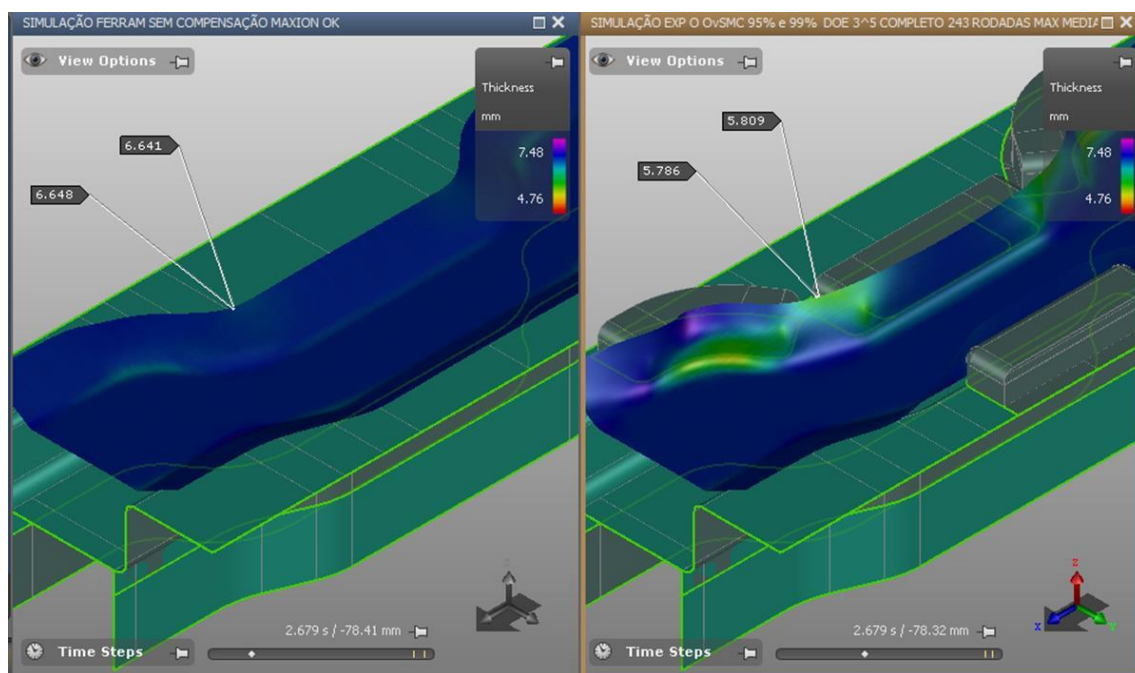 SIMULAÇÃO FERRAM SEM COMPENSAÇÃO MAXION OK
View Options
Thickness
mm
7.48
4.76
6.641
6.648
Z
2.679 s / -78.41 mm
Time Steps
SIMULAÇÃO EXP O OvSMC 95% e 99% DOE 3^5 COMPLETO 243 RODADAS MAX MEDIA
View Options
Thickness
mm
7.48
4.76
5.809
5.786
Z
X
Y
2.679 s / -78.32 mm
Time Steps